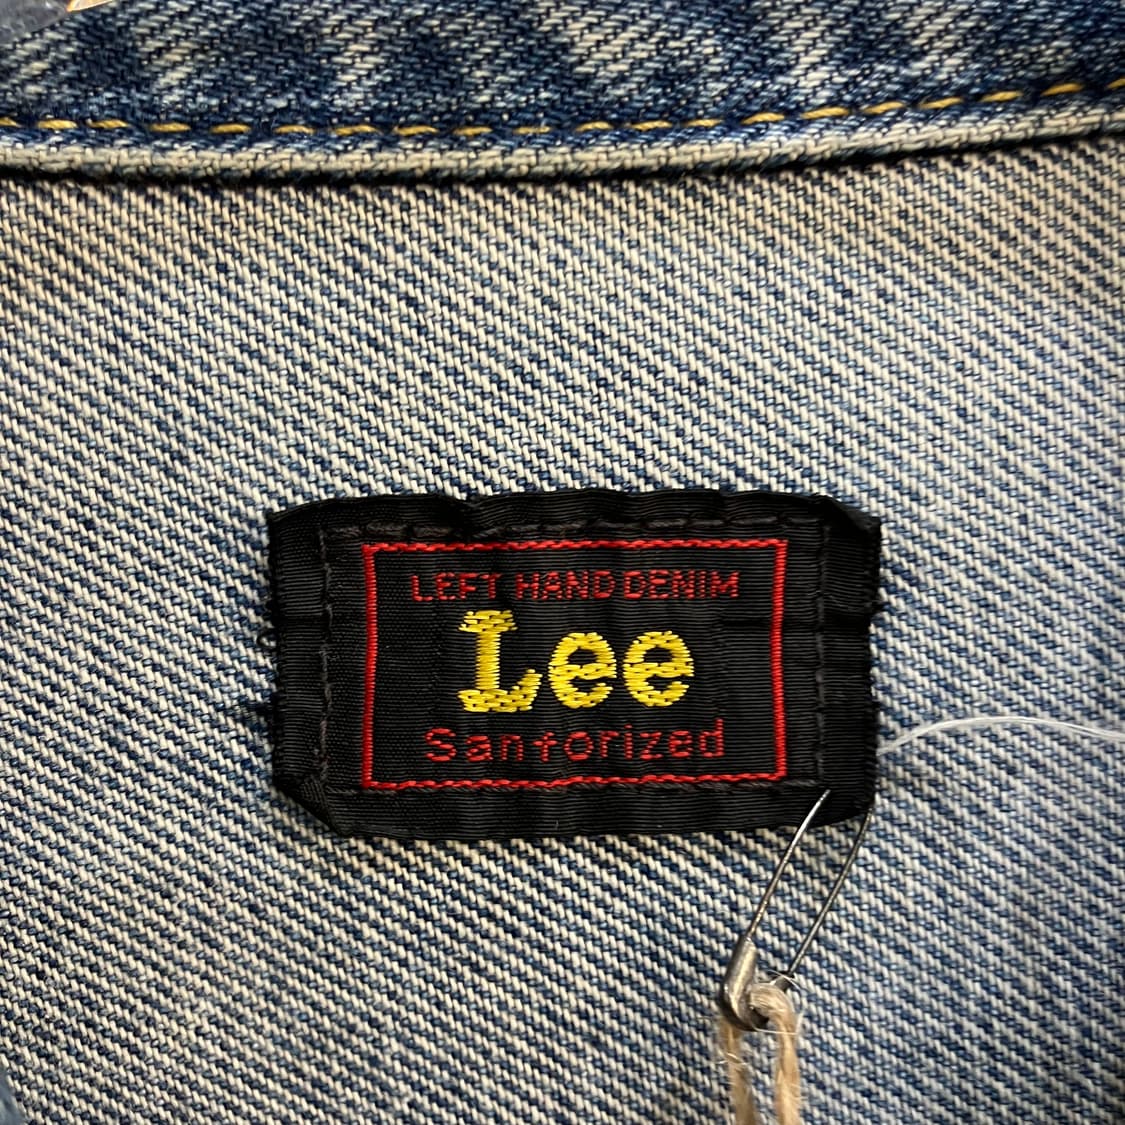 LEFT HAND DENIM
Lee
Sanforized